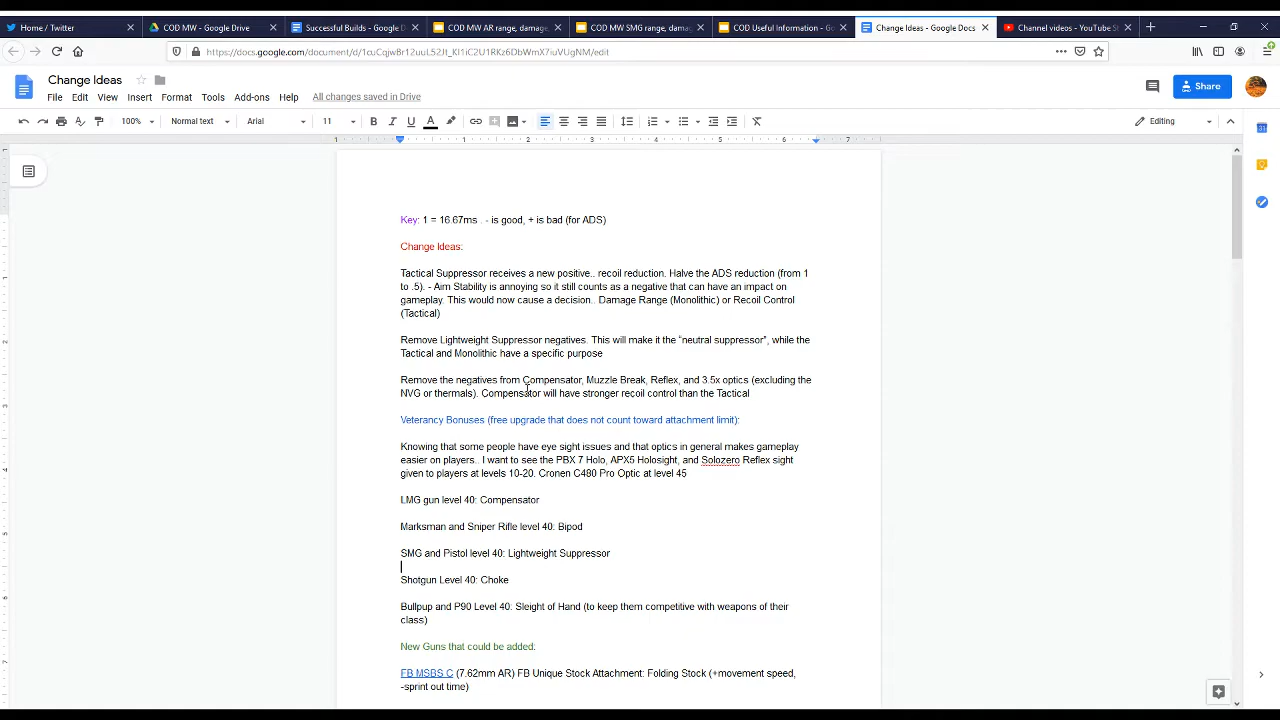 Home / Twitter
COD MW - Google Drive
Successful Builds - Google D
COD MW AR range, damage,
COD MW SMG range, damag
COD Useful Information - Go
Change Ideas - Google Docs
Channel videos - YouTube St
Change Ideas
File Edit View Insert Format Tools Add-ons Help All changes saved in Drive
Share
100% Normal text Arial 11
Editing
1 1 2 3 4 5 6 7
Key: 1 = 16.67ms . - is good, + is bad (for ADS)
Change Ideas:
Tactical Suppressor receives a new positive.. recoil reduction. Halve the ADS reduction (from 1
to .5). - Aim Stability is annoying so it still counts as a negative that can have an impact on
gameplay. This would now cause a decision.. Damage Range (Monolithic) or Recoil Control
(Tactical)
Remove Lightweight Suppressor negatives. This will make it the “neutral suppressor”, while the
Tactical and Monolithic have a specific purpose
Remove the negatives from Compensator, Muzzle Break, Reflex, and 3.5x optics (excluding the
NVG or thermals). Compensator will have stronger recoil control than the Tactical
Veterancy Bonuses (free upgrade that does not count toward attachment limit):
Knowing that some people have eye sight issues and that optics in general makes gameplay
easier on players. I want to see the PBX 7 Holo, APX5 Holosight, and Solozero Reflex sight
given to players at levels 10-20. Cronen C480 Pro Optic at level 45
LMG gun level 40: Compensator
Marksman and Sniper Rifle level 40: Bipod
SMG and Pistol level 40: Lightweight Suppressor
Shotgun Level 40: Choke
Bullpup and P90 Level 40: Sleight of Hand (to keep them competitive with weapons of their
class)
New Guns that could be added:
FB MSBS C (7.62mm AR) FB Unique Stock Attachment: Folding Stock (+movement speed,
-sprint out time)